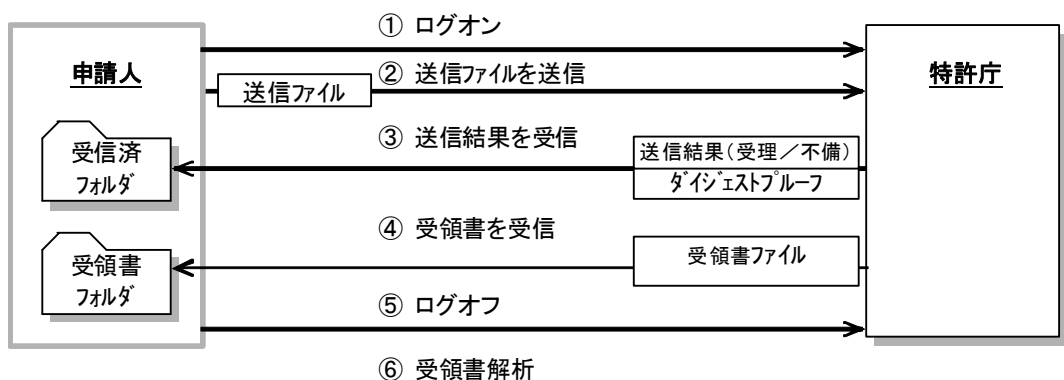 ① ログオン
申請人
特許庁
② 送信ファイルを送信
送信ファイル
③ 送信結果を受信
受信済
フォルダ
送信結果(受理/不備)
ダイジェストプルーフ
④ 受領書を受信
受領書
フォルダ
受領書ファイル
⑤ ログオフ
⑥ 受領書解析